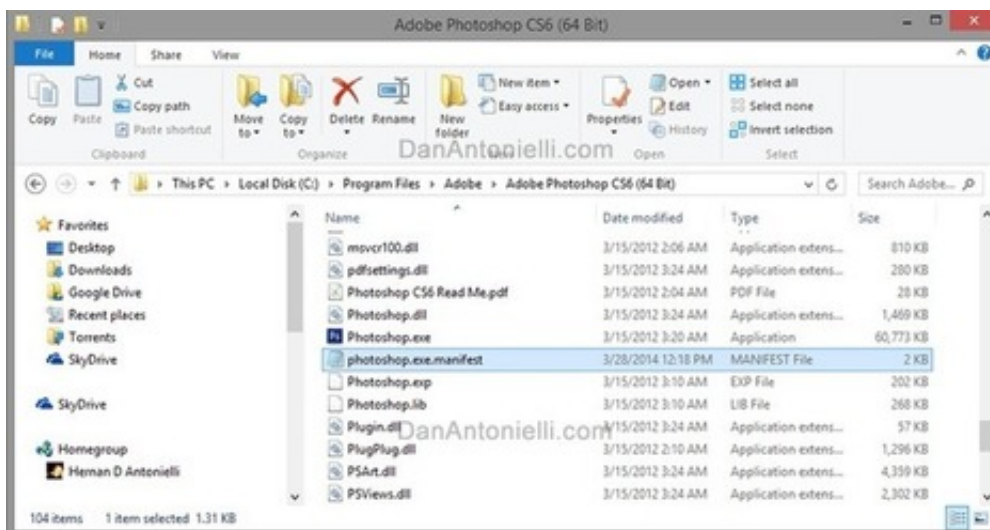 Adobe Photoshop CS6 (64 Bit)
File Home Share View
Copy
Paste
Cut
Copy path
Paste shortcut
Clipboard
Move to
Copy to
Delete
Rename
Organize
New folder
New item
Easy access
Properties
Open
Edit
History
Open
Select all
Select none
Invert selection
Select
DanAntonielli.com
This PC Local Disk (C:) Program Files Adobe Adobe Photoshop CS6 (64 Bit)
Search Adobe...
Favorites
Desktop
Downloads
Google Drive
Recent places
Torrents
SkyDrive
SkyDrive
Homegroup
Hernan D Antonielli
Name Date modified Type Size
msvcr100.dll 3/15/2012 2:06 AM Application extens... 810 KB
pdfsettings.dll 3/15/2012 3:24 AM Application extens... 280 KB
Photoshop CS6 Read Me.pdf 3/15/2012 2:04 AM PDF File 28 KB
Photoshop.dll 3/15/2012 3:24 AM Application extens... 1,469 KB
Photoshop.exe 3/15/2012 3:20 AM Application 60,773 KB
photoshop.exe.manifest 3/28/2014 12:18 PM MANIFEST File 2 KB
Photoshop.exp 3/15/2012 3:10 AM EXP File 202 KB
Photoshop.lib 3/15/2012 3:10 AM LIB File 268 KB
Plugin.dll 3/15/2012 3:24 AM Application extens... 57 KB
DanAntonielli.com
PlugPlug.dll 3/15/2012 2:10 AM Application extens... 1,296 KB
PSArt.dll 3/15/2012 3:24 AM Application extens... 4,359 KB
PSViews.dll 3/15/2012 3:24 AM Application extens... 2,302 KB
104 items 1 item selected 1.31 KB